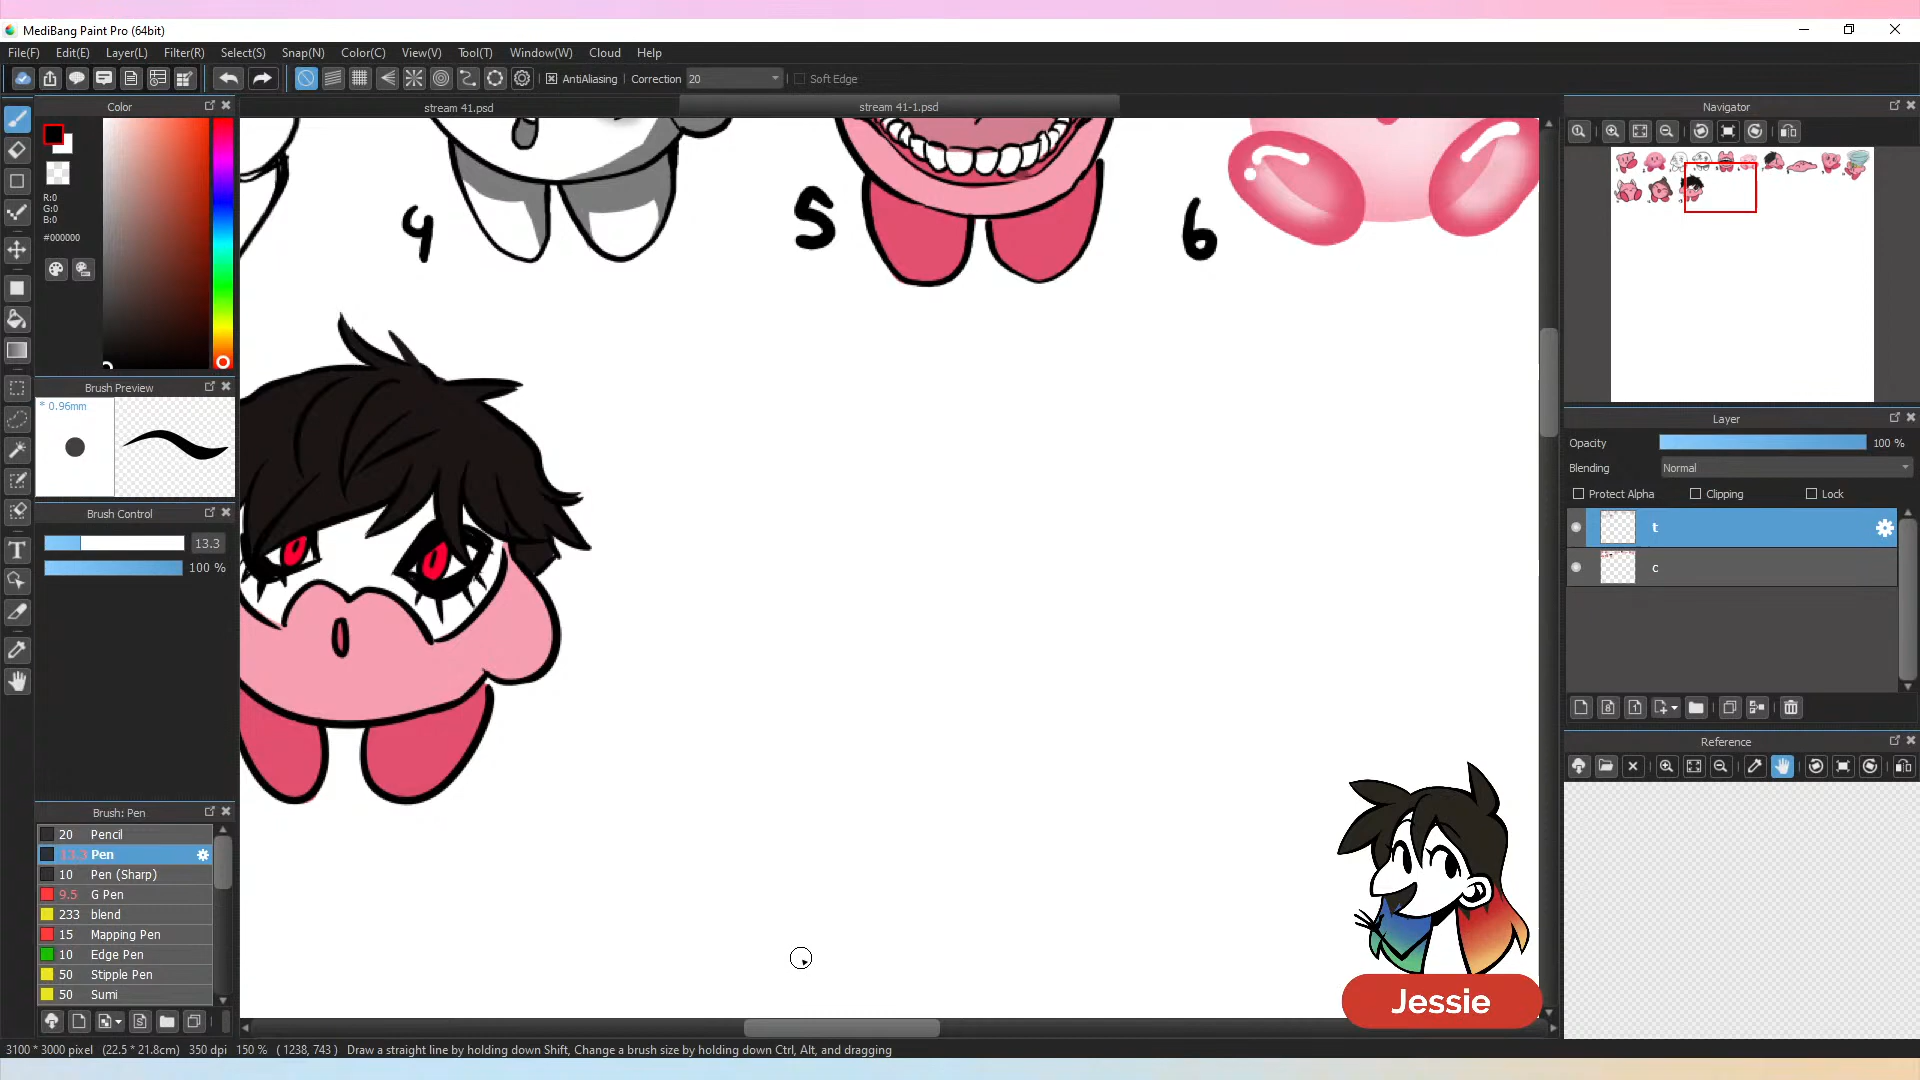 MediBang Paint Pro (64bit)
File(F) Edit(E) Layer(L) Filter(R) Select(S) Snap(N) Color(C) View(V) Tool(T) Window(W) Cloud Help
AntiAliasing Correction 20 Soft Edge
Color
stream 41.psd
stream 41-1.psd
Navigator
R:0
G:0
B:0
#000000
4
5
6
Brush Preview
* 0.96mm
Layer
Opacity 100 %
Blending Normal
Protect Alpha Clipping Lock
t
c
Brush Control
13.3
100 %
Reference
Brush: Pen
20 Pencil
13.3 Pen
10 Pen (Sharp)
9.5 G Pen
233 blend
15 Mapping Pen
10 Edge Pen
50 Stipple Pen
50 Sumi
Jessie
3100 * 3000 pixel (22.5 * 21.8cm) 350 dpi 150 % ( 1238, 743 ) Draw a straight line by holding down Shift, Change a brush size by holding down Ctrl, Alt, and dragging